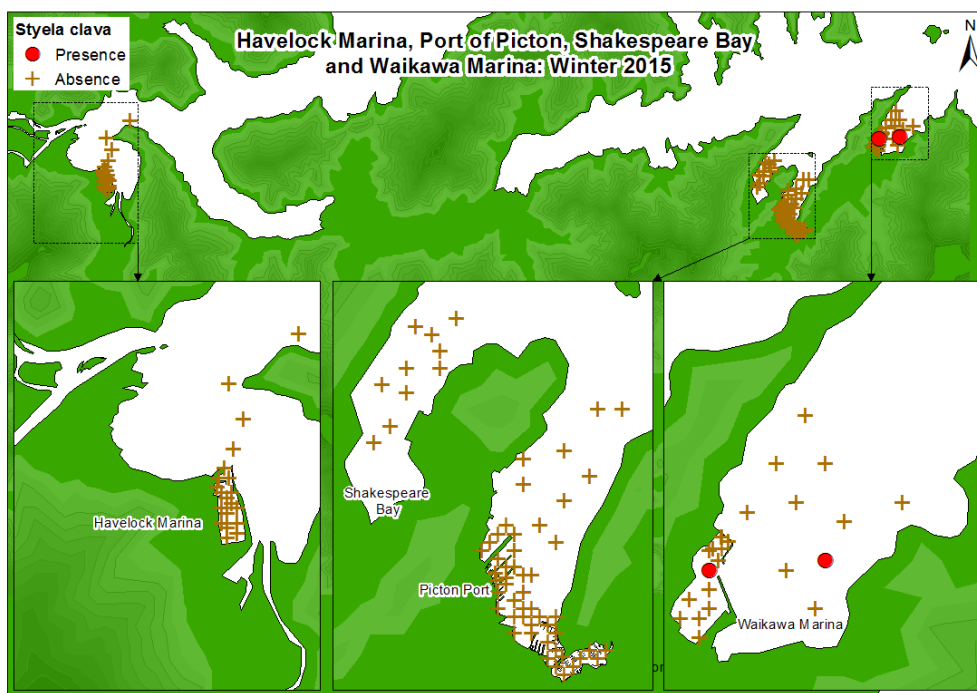 Styela clava
Presence
Absence
Havelock Marina, Port of Picton, Shakespeare Bay
and Waikawa Marina: Winter 2015
N
Havelock Marina
Shakespeare
Bay
Picton Port
Waikawa Marina